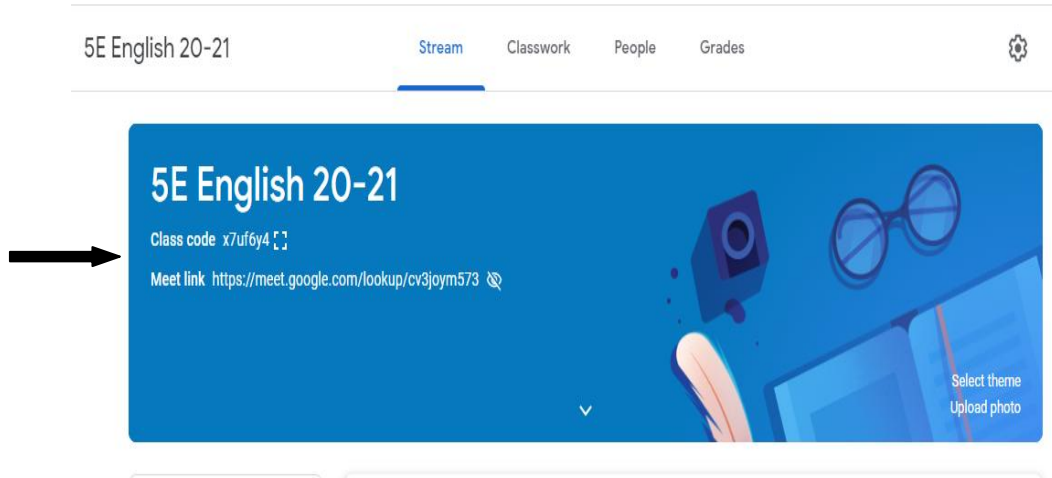 5E English 20-21 Stream Classwork People Grades
5E English 20-21
Class code x7uf6y4
Meet link https://meet.google.com/lookup/cv3joym573
Select theme
Upload photo